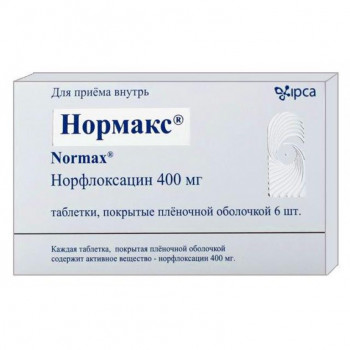 Для приёма внутрь
ipca
Нормакс®
Normax®
Норфлоксацин 400 мг
таблетки, покрытые плёночной оболочкой 6 шт.
Каждая таблетка, покрытая плёночной оболочкой
содержит активное вещество - норфлоксацин 400 мг.